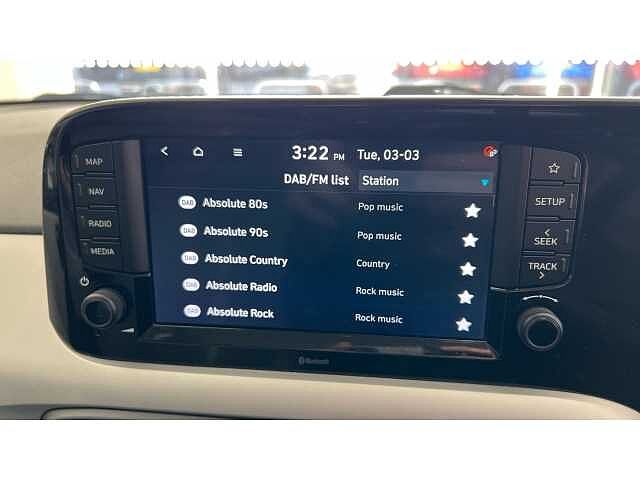 3:22 PM Tue, 03-03
DAB/FM list Station
DAB Absolute 80s Pop music
DAB Absolute 90s Pop music
DAB Absolute Country Country
DAB Absolute Radio Rock music
DAB Absolute Rock Rock music
MAP
NAV
RADIO
MEDIA
SETUP
SEEK
TRACK
Bluetooth